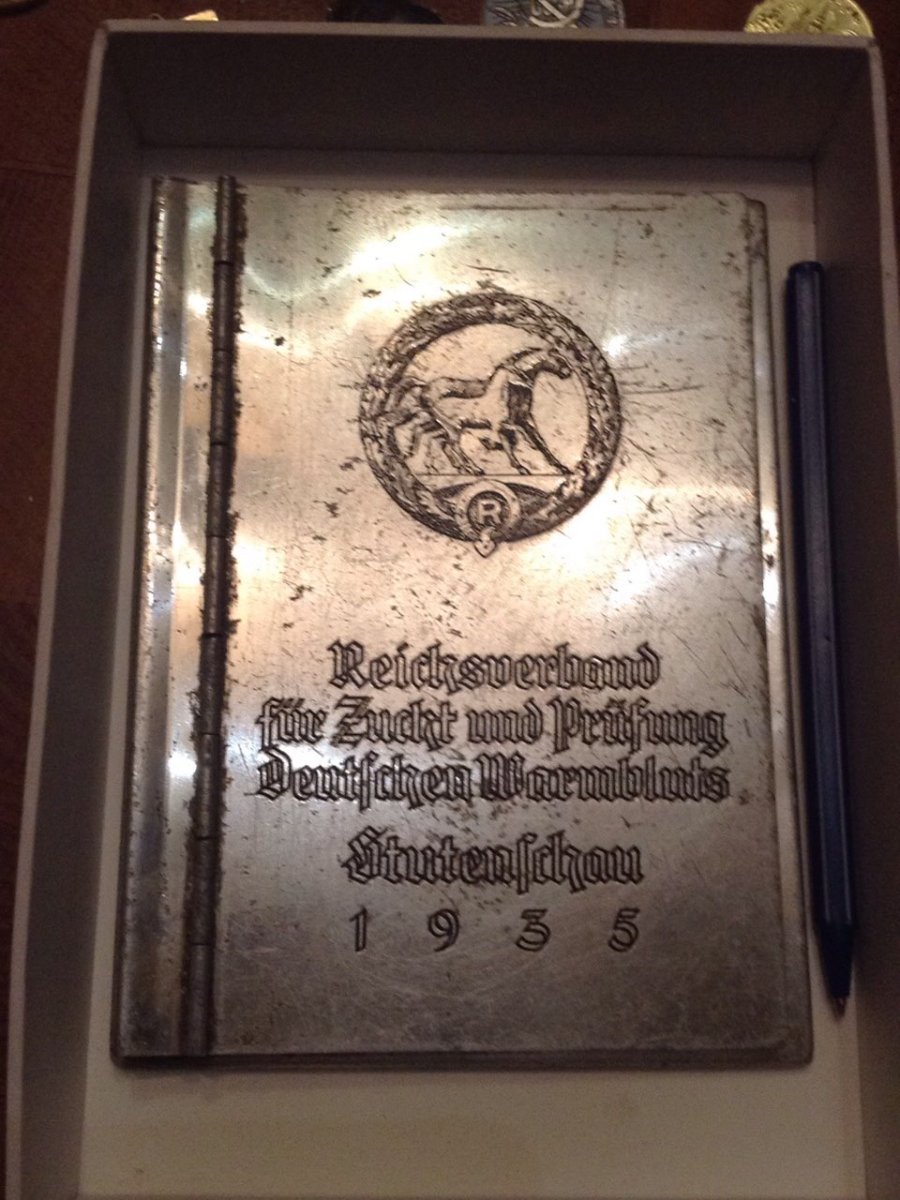 R
Reichsverband
für Zucht und Prüfung
Deutschen Warmbluts
Stutenschau
1935